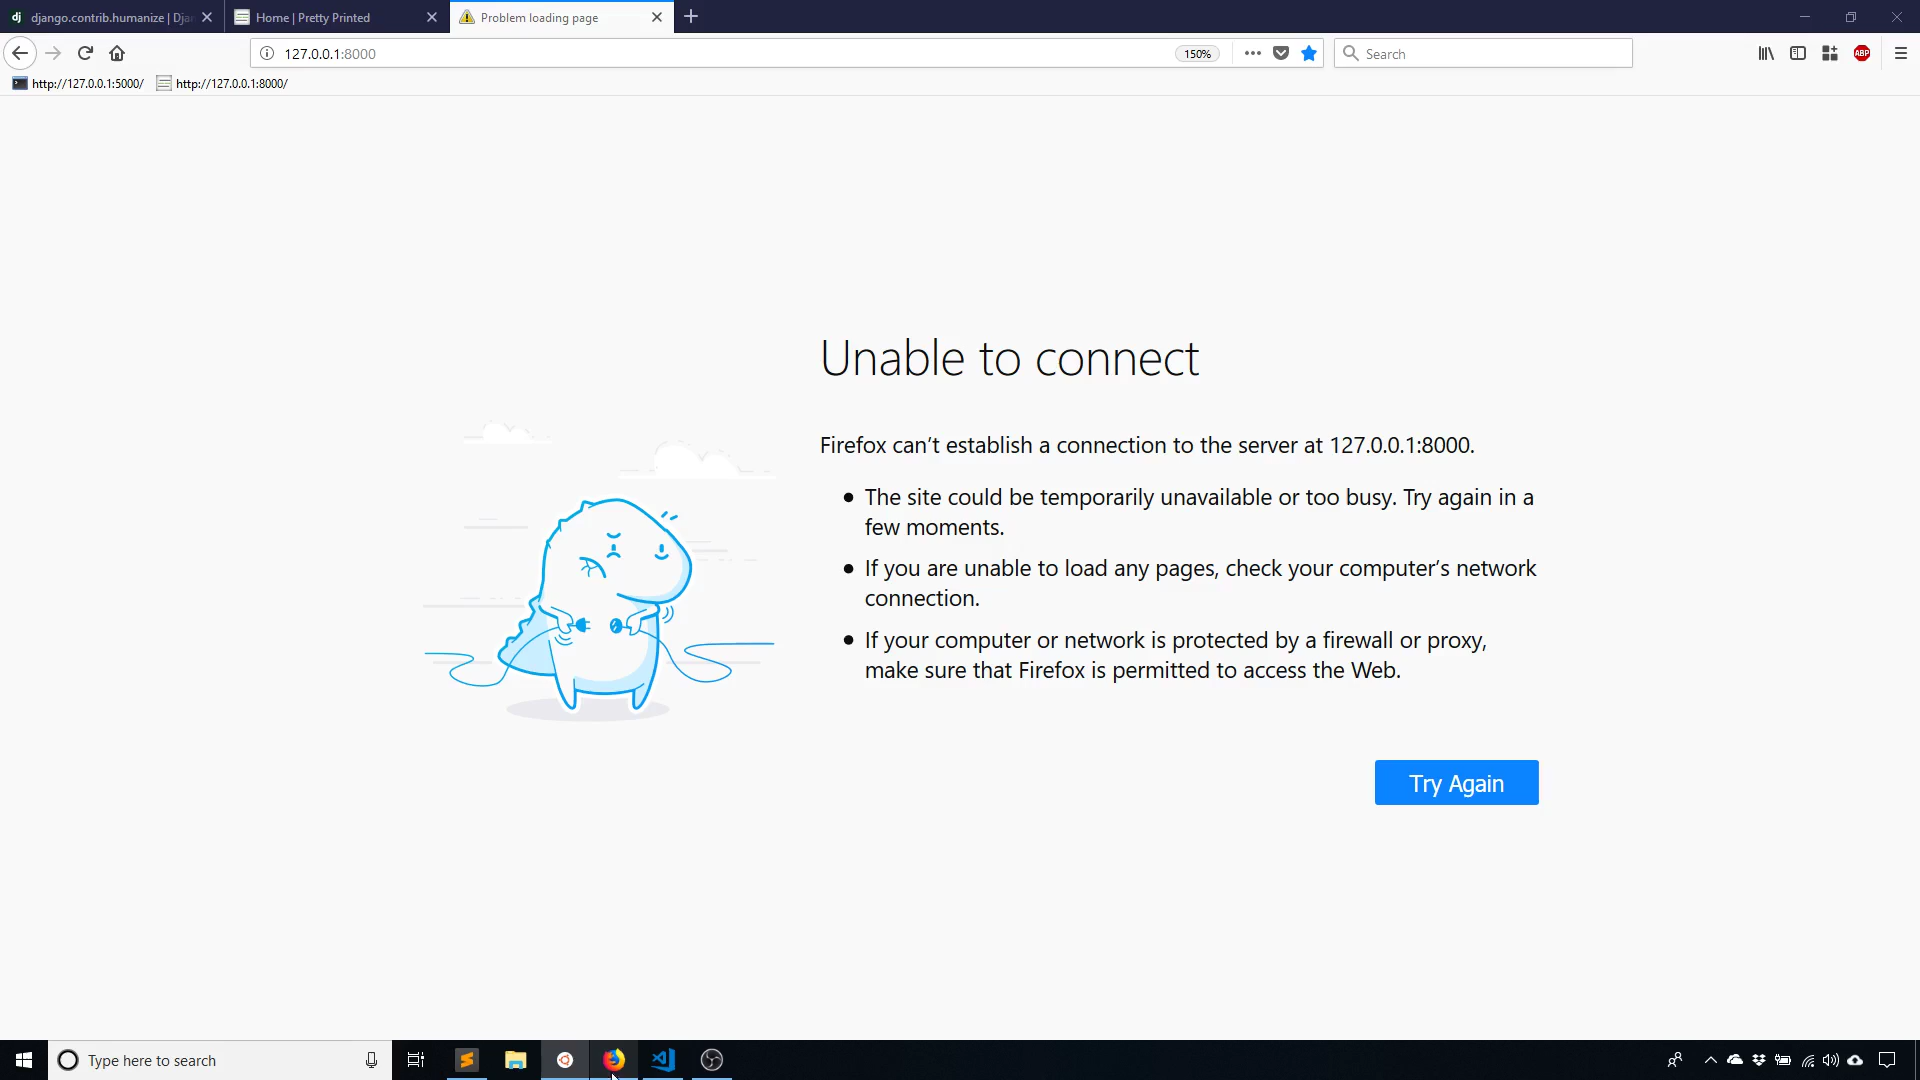 django.contrib.humanize | Dja
Home | Pretty Printed
Problem loading page
127.0.0.1:8000
150%
Search
ABP
http://127.0.0.1:5000/
http://127.0.0.1:8000/
Unable to connect
Firefox can’t establish a connection to the server at 127.0.0.1:8000.
The site could be temporarily unavailable or too busy. Try again in a
few moments.
If you are unable to load any pages, check your computer’s network
connection.
If your computer or network is protected by a firewall or proxy,
make sure that Firefox is permitted to access the Web.
Try Again
Type here to search